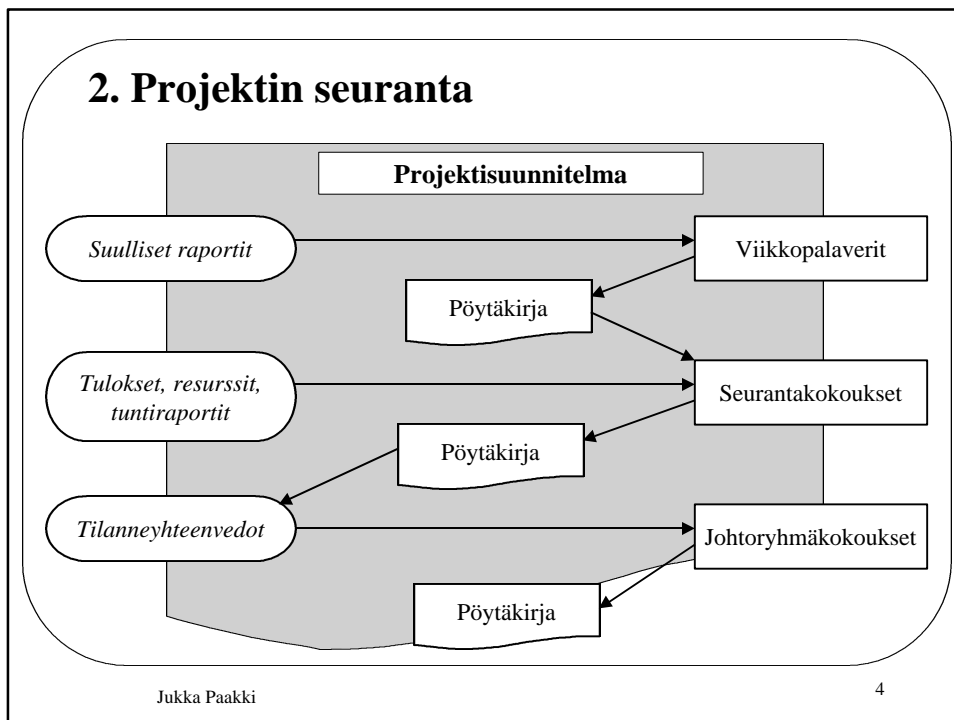 2. Projektin seuranta
Projektisuunnitelma
Suulliset raportit
Viikkopalaverit
Pöytäkirja
Tulokset, resurssit,
tuntiraportit
Seurantakokoukset
Pöytäkirja
Tilanneyhteenvedot
Johtoryhmäkokoukset
Pöytäkirja
Jukka Paakki
4